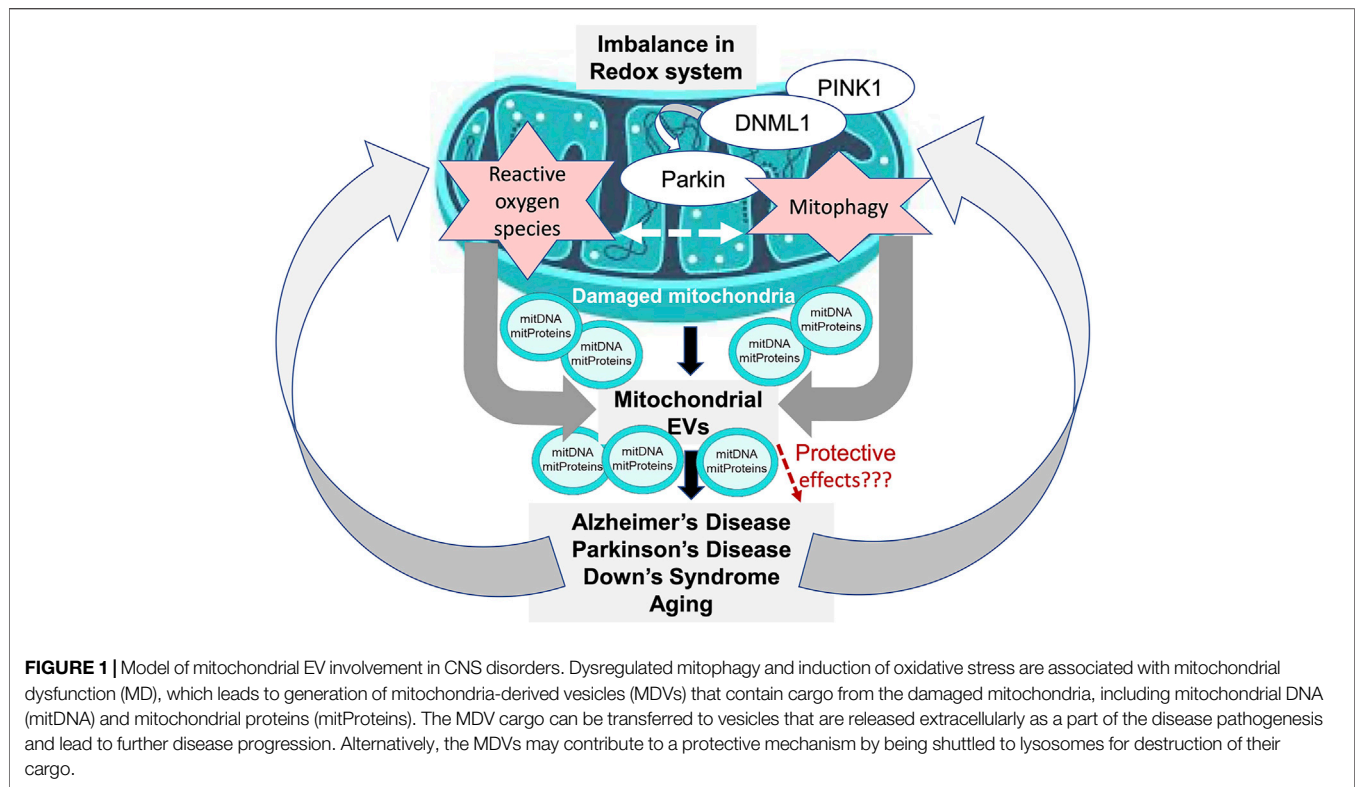 Imbalance in
Redox system
PINK1
DNML1
Parkin
Reactive
oxygen
species
Mitophagy
Damaged mitochondria
mitDNA
mitProteins
mitDNA
mitProteins
mitDNA
mitProteins
mitDNA
mitProteins
Mitochondrial
EVs
mitDNA
mitProteins
mitDNA
mitProteins
mitDNA
mitProteins
Protective
effects???
Alzheimer's Disease
Parkinson's Disease
Down's Syndrome
Aging
FIGURE 1 | Model of mitochondrial EV involvement in CNS disorders. Dysregulated mitophagy and induction of oxidative stress are associated with mitochondrial
dysfunction (MD), which leads to generation of mitochondria-derived vesicles (MDVs) that contain cargo from the damaged mitochondria, including mitochondrial DNA
(mitDNA) and mitochondrial proteins (mitProteins). The MDV cargo can be transferred to vesicles that are released extracellularly as a part of the disease pathogenesis
and lead to further disease progression. Alternatively, the MDVs may contribute to a protective mechanism by being shuttled to lysosomes for destruction of their
cargo.